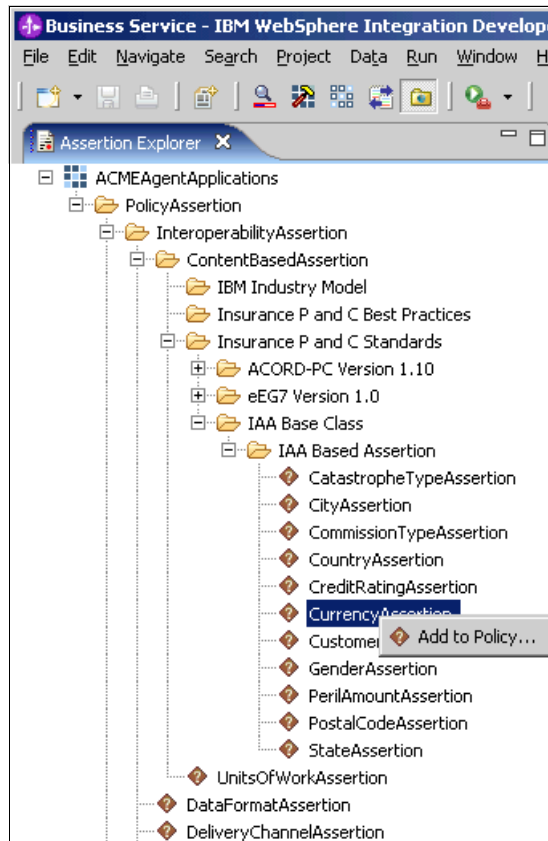 Business Service - IBM WebSphere Integration Develop
File Edit Navigate Search Project Data Run Window H
Assertion Explorer
ACMEAgentApplications
PolicyAssertion
InteroperabilityAssertion
ContentBasedAssertion
IBM Industry Model
Insurance P and C Best Practices
Insurance P and C Standards
ACORD-PC Version 1.10
eEG7 Version 1.0
IAA Base Class
IAA Based Assertion
CatastropheTypeAssertion
CityAssertion
CommissionTypeAssertion
CountryAssertion
CreditRatingAssertion
CurrencyAssertion
Customer
Add to Policy...
GenderAssertion
PerilAmountAssertion
PostalCodeAssertion
StateAssertion
UnitsOfWorkAssertion
DataFormatAssertion
DeliveryChannelAssertion